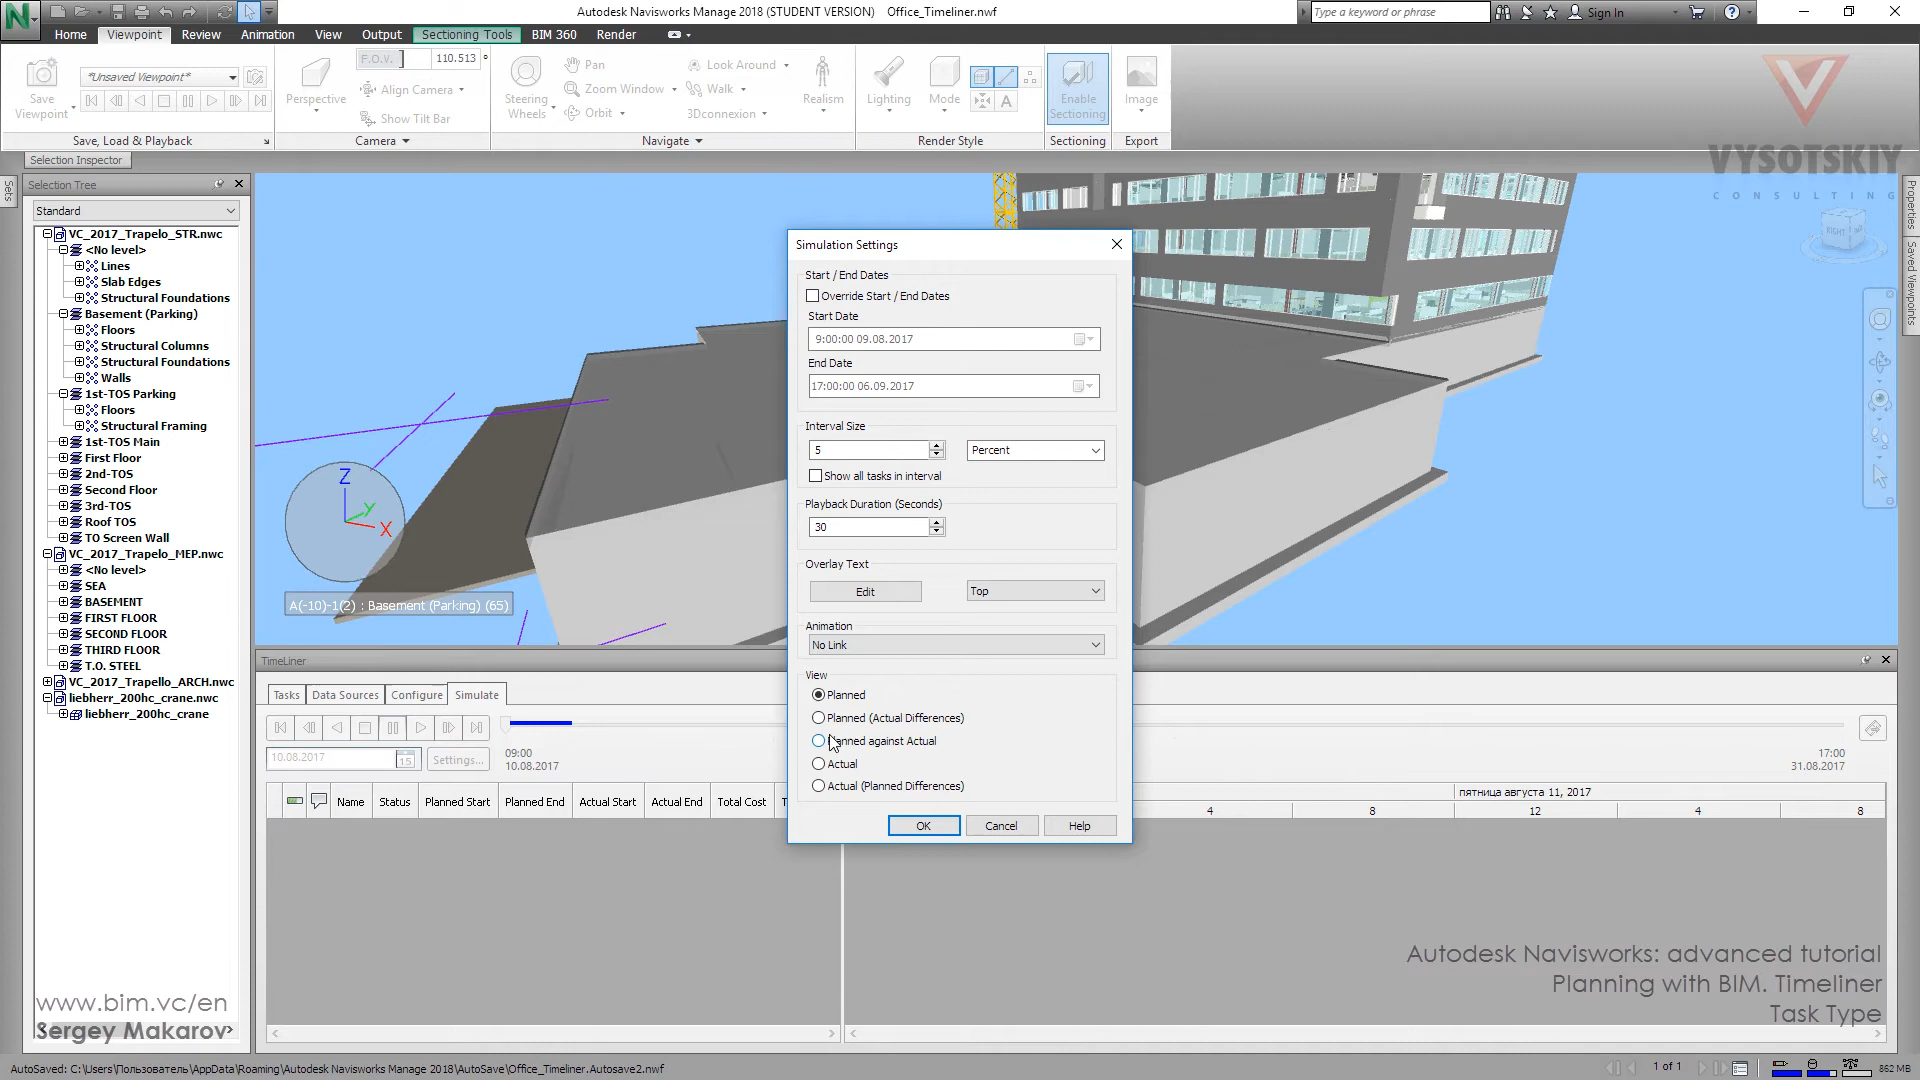 Autodesk Navisworks Manage 2018 (STUDENT VERSION) Office_Timeliner.nwf
Type a keyword or phrase
Sign In
Home Viewpoint Review Animation View Output Sectioning Tools BIM 360 Render
*Unsaved Viewpoint*
Save Viewpoint
F.O.V. 110.513 °
Perspective
Align Camera
Show Tilt Bar
Steering Wheels
Pan
Zoom Window
Orbit
Look Around
Walk
3Dconnexion
Realism
Lighting
Mode
Enable Sectioning
Image
Save, Load & Playback
Camera
Navigate
Render Style
Sectioning
Export
VYSOTSKIY
CONSULTING
Selection Inspector
Sets
Selection Tree
Standard
VC_2017_Trapelo_STR.nwc
<No level>
Lines
Slab Edges
Structural Foundations
Basement (Parking)
Floors
Structural Columns
Structural Foundations
Walls
1st-TOS Parking
Floors
Structural Framing
1st-TOS Main
First Floor
2nd-TOS
Second Floor
3rd-TOS
Roof TOS
TO Screen Wall
VC_2017_Trapelo_MEP.nwc
<No level>
SEA
BASEMENT
FIRST FLOOR
SECOND FLOOR
THIRD FLOOR
T.O. STEEL
VC_2017_Trapello_ARCH.nwc
liebherr_200hc_crane.nwc
liebherr_200hc_crane
Z
Y
X
A(-10)-1(2) : Basement (Parking) (65)
RIGHT
Properties
Saved Viewpoints
Simulation Settings
Start / End Dates
Override Start / End Dates
Start Date
9:00:00 09.08.2017
End Date
17:00:00 06.09.2017
Interval Size
5 Percent
Show all tasks in interval
Playback Duration (Seconds)
30
Overlay Text
Edit Top
Animation
No Link
View
Planned
Planned (Actual Differences)
Planned against Actual
Actual
Actual (Planned Differences)
OK Cancel Help
TimeLiner
Tasks Data Sources Configure Simulate
10.08.2017 15 Settings...
09:00
10.08.2017
17:00
31.08.2017
Name Status Planned Start Planned End Actual Start Actual End Total Cost
пятница августа 11, 2017
4 8 12 4 8
Autodesk Navisworks: advanced tutorial
Planning with BIM. Timeliner
Task Type
www.bim.vc/en
Sergey Makarov
AutoSaved: C:\Users\Пользователь\AppData\Roaming\Autodesk Navisworks Manage 2018\AutoSave\Office_Timeliner.Autosave2.nwf
1 of 1
862 MB